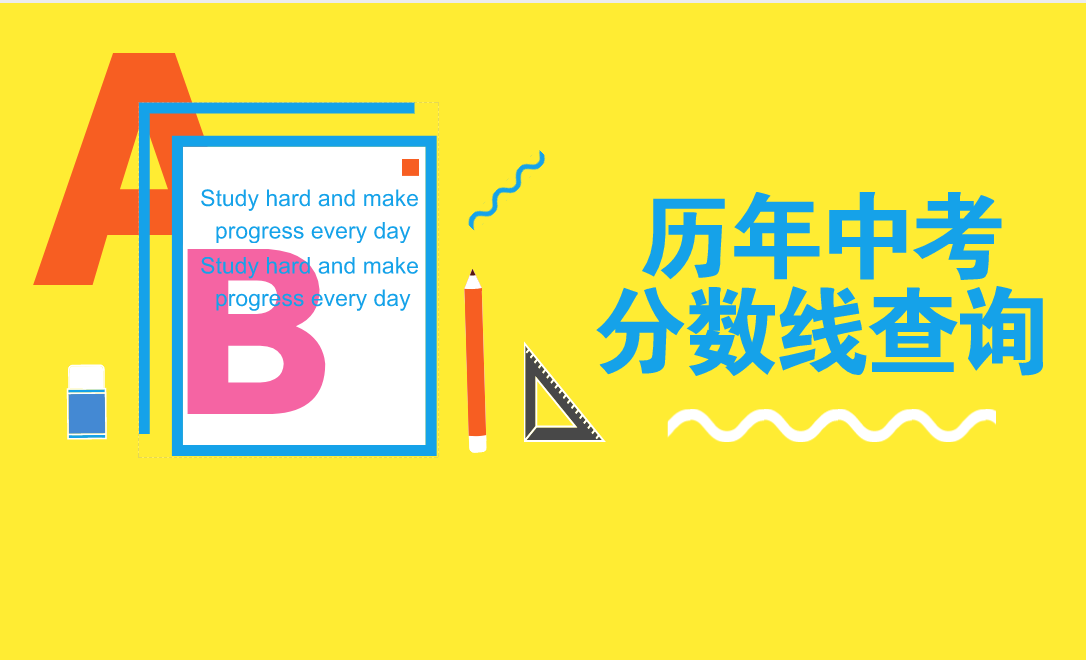 A
Study hard and make
progress every day
Study hard and make
progress every day
B
历年中考
分数线查询